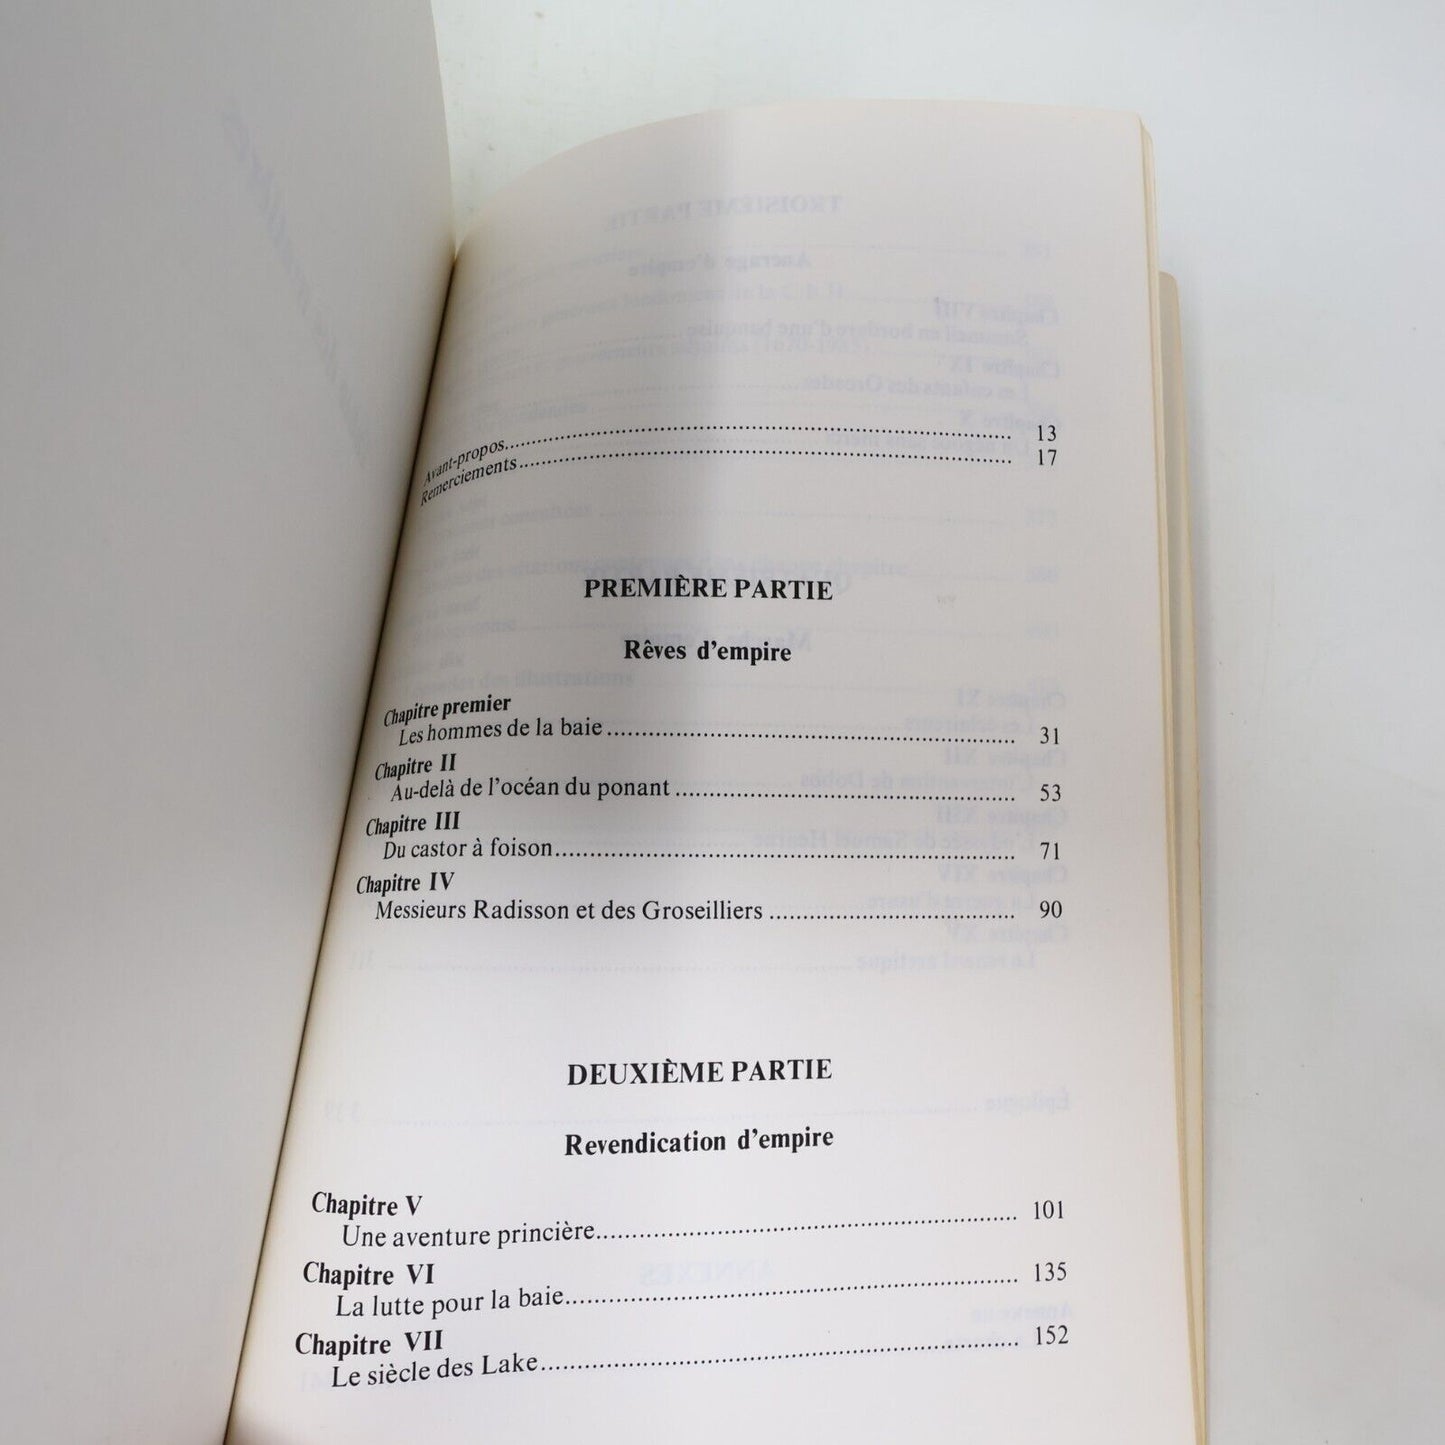 Avant-propos........................ 13
Remerciements........................ 17
PREMIÈRE PARTIE
Rêves d'empire
Chapitre premier
Les hommes de la baie........................ 31
Chapitre II
Au-delà de l'océan du ponant........................ 53
Chapitre III
Du castor à foison........................ 71
Chapitre IV
Messieurs Radisson et des Groseilliers........................ 90
DEUXIÈME PARTIE
Revendication d'empire
Chapitre V
Une aventure princière........................ 101
Chapitre VI
La lutte pour la baie........................ 135
Chapitre VII
Le siècle des Lake........................ 152